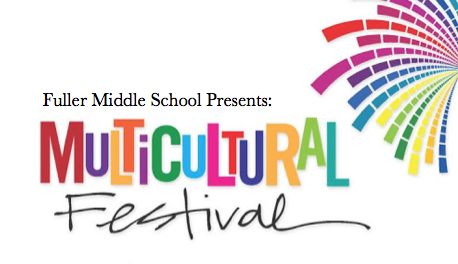 Fuller Middle School Presents:
MULTiCULTURAL
Festival